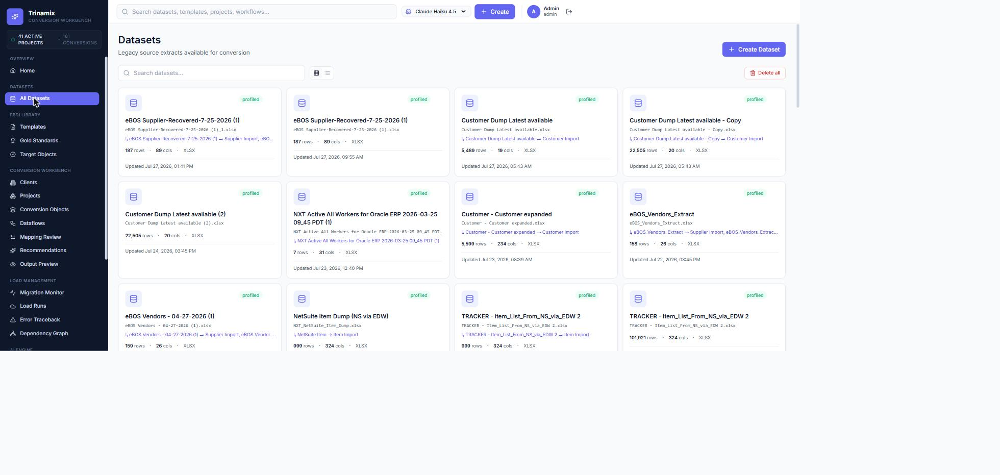 Trinamix
CONVERSION WORKBENCH
41 ACTIVE PROJECTS · 181 CONVERSIONS
OVERVIEW
Home
DATASETS
All Datasets
FBDI LIBRARY
Templates
Gold Standards
Target Objects
CONVERSION WORKBENCH
Clients
Projects
Conversion Objects
Dataflows
Mapping Review
Recommendations
Output Preview
LOAD MANAGEMENT
Migration Monitor
Load Runs
Error Traceback
Dependency Graph
AI ENGINE
Search datasets, templates, projects, workflows...
Claude Haiku 4.5
+ Create
A
Admin
admin
Datasets
Legacy source extracts available for conversion
+ Create Dataset
Search datasets...
Delete all
profiled
eBOS Supplier-Recovered-7-25-2026 (1)
eBOS Supplier-Recovered-7-25-2026 (1)_1.xlsx
↳ eBOS Supplier-Recovered-7-25-2026 (1) → Supplier Import, eBO...
187 rows · 89 cols · XLSX
Updated Jul 27, 2026, 01:41 PM
profiled
eBOS Supplier-Recovered-7-25-2026 (1)
eBOS Supplier-Recovered-7-25-2026 (1).xlsx
187 rows · 89 cols · XLSX
Updated Jul 27, 2026, 09:55 AM
profiled
Customer Dump Latest available
Customer Dump Latest available.xlsx
↳ Customer Dump Latest available → Customer Import
5,489 rows · 19 cols · XLSX
Updated Jul 27, 2026, 05:43 AM
profiled
Customer Dump Latest available - Copy
Customer Dump Latest available - Copy.xlsx
↳ Customer Dump Latest available - Copy → Customer Import
22,505 rows · 20 cols · XLSX
Updated Jul 27, 2026, 05:43 AM
profiled
Customer Dump Latest available (2)
Customer Dump Latest available (2).xlsx
22,505 rows · 20 cols · XLSX
Updated Jul 24, 2026, 03:45 PM
profiled
NXT Active All Workers for Oracle ERP 2026-03-25
09_45 PDT (1)
NXT Active All Workers for Oracle ERP 2026-03-25 09_45 PDT…
↳ NXT Active All Workers for Oracle ERP 2026-03-25 09_45 PDT (1)
7 rows · 31 cols · XLSX
Updated Jul 23, 2026, 12:40 PM
profiled
Customer - Customer expanded
Customer - Customer expanded.xlsx
↳ Customer - Customer expanded → Customer Import
5,599 rows · 234 cols · XLSX
Updated Jul 23, 2026, 08:39 AM
profiled
eBOS_Vendors_Extract
eBOS_Vendors_Extract.xlsx
↳ eBOS_Vendors_Extract → Supplier Import, eBOS_Vendors_Extrac...
158 rows · 26 cols · XLSX
Updated Jul 22, 2026, 03:45 PM
profiled
eBOS Vendors - 04-27-2026 (1)
eBOS Vendors - 04-27-2026 (1).xlsx
↳ eBOS Vendors - 04-27-2026 (1) → Supplier Import, eBOS Vendor...
159 rows · 26 cols · XLSX
profiled
NetSuite Item Dump (NS via EDW)
NXT_NetSuite_Item_Dump.xlsx
↳ NetSuite Item → Item Import
999 rows · 324 cols · XLSX
profiled
TRACKER - Item_List_From_NS_via_EDW 2
TRACKER - Item_List_From_NS_via_EDW 2.xlsx
↳ TRACKER - Item_List_From_NS_via_EDW 2 → Item Import
999 rows · 324 cols · XLSX
profiled
TRACKER - Item_List_From_NS_via_EDW 2
TRACKER - Item_List_From_NS_via_EDW 2.xlsx
101,921 rows · 324 cols · XLSX